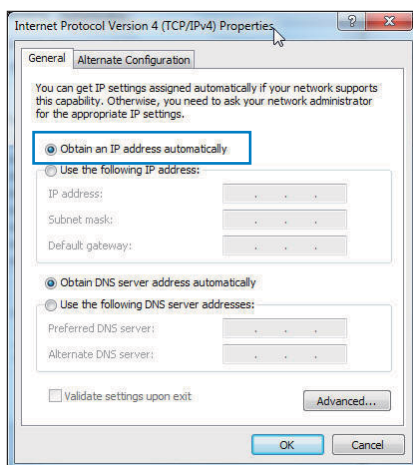 Internet Protocol Version 4 (TCP/IPv4) Properties
General
Alternate Configuration
You can get IP settings assigned automatically if your network supports
this capability. Otherwise, you need to ask your network administrator
for the appropriate IP settings.
Obtain an IP address automatically
Use the following IP address:
IP address:
Subnet mask:
Default gateway:
Obtain DNS server address automatically
Use the following DNS server addresses:
Preferred DNS server:
Alternate DNS server:
Validate settings upon exit
Advanced...
OK
Cancel